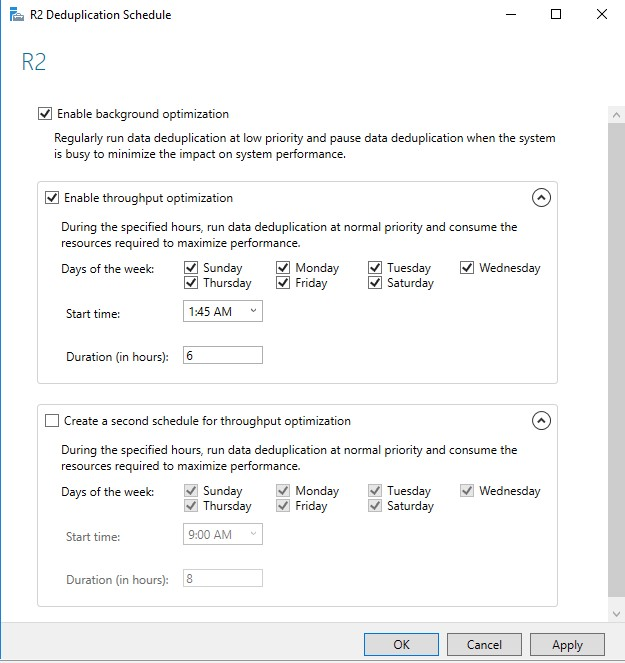 R2 Deduplication Schedule
R2
Enable background optimization
Regularly run data deduplication at low priority and pause data deduplication when the system
is busy to minimize the impact on system performance.
Enable throughput optimization
During the specified hours, run data deduplication at normal priority and consume the
resources required to maximize performance.
Days of the week: Sunday Monday Tuesday Wednesday
Thursday Friday Saturday
Start time: 1:45 AM
Duration (in hours): 6
Create a second schedule for throughput optimization
During the specified hours, run data deduplication at normal priority and consume the
resources required to maximize performance.
Days of the week: Sunday Monday Tuesday Wednesday
Thursday Friday Saturday
Start time: 9:00 AM
Duration (in hours): 8
OK Cancel Apply